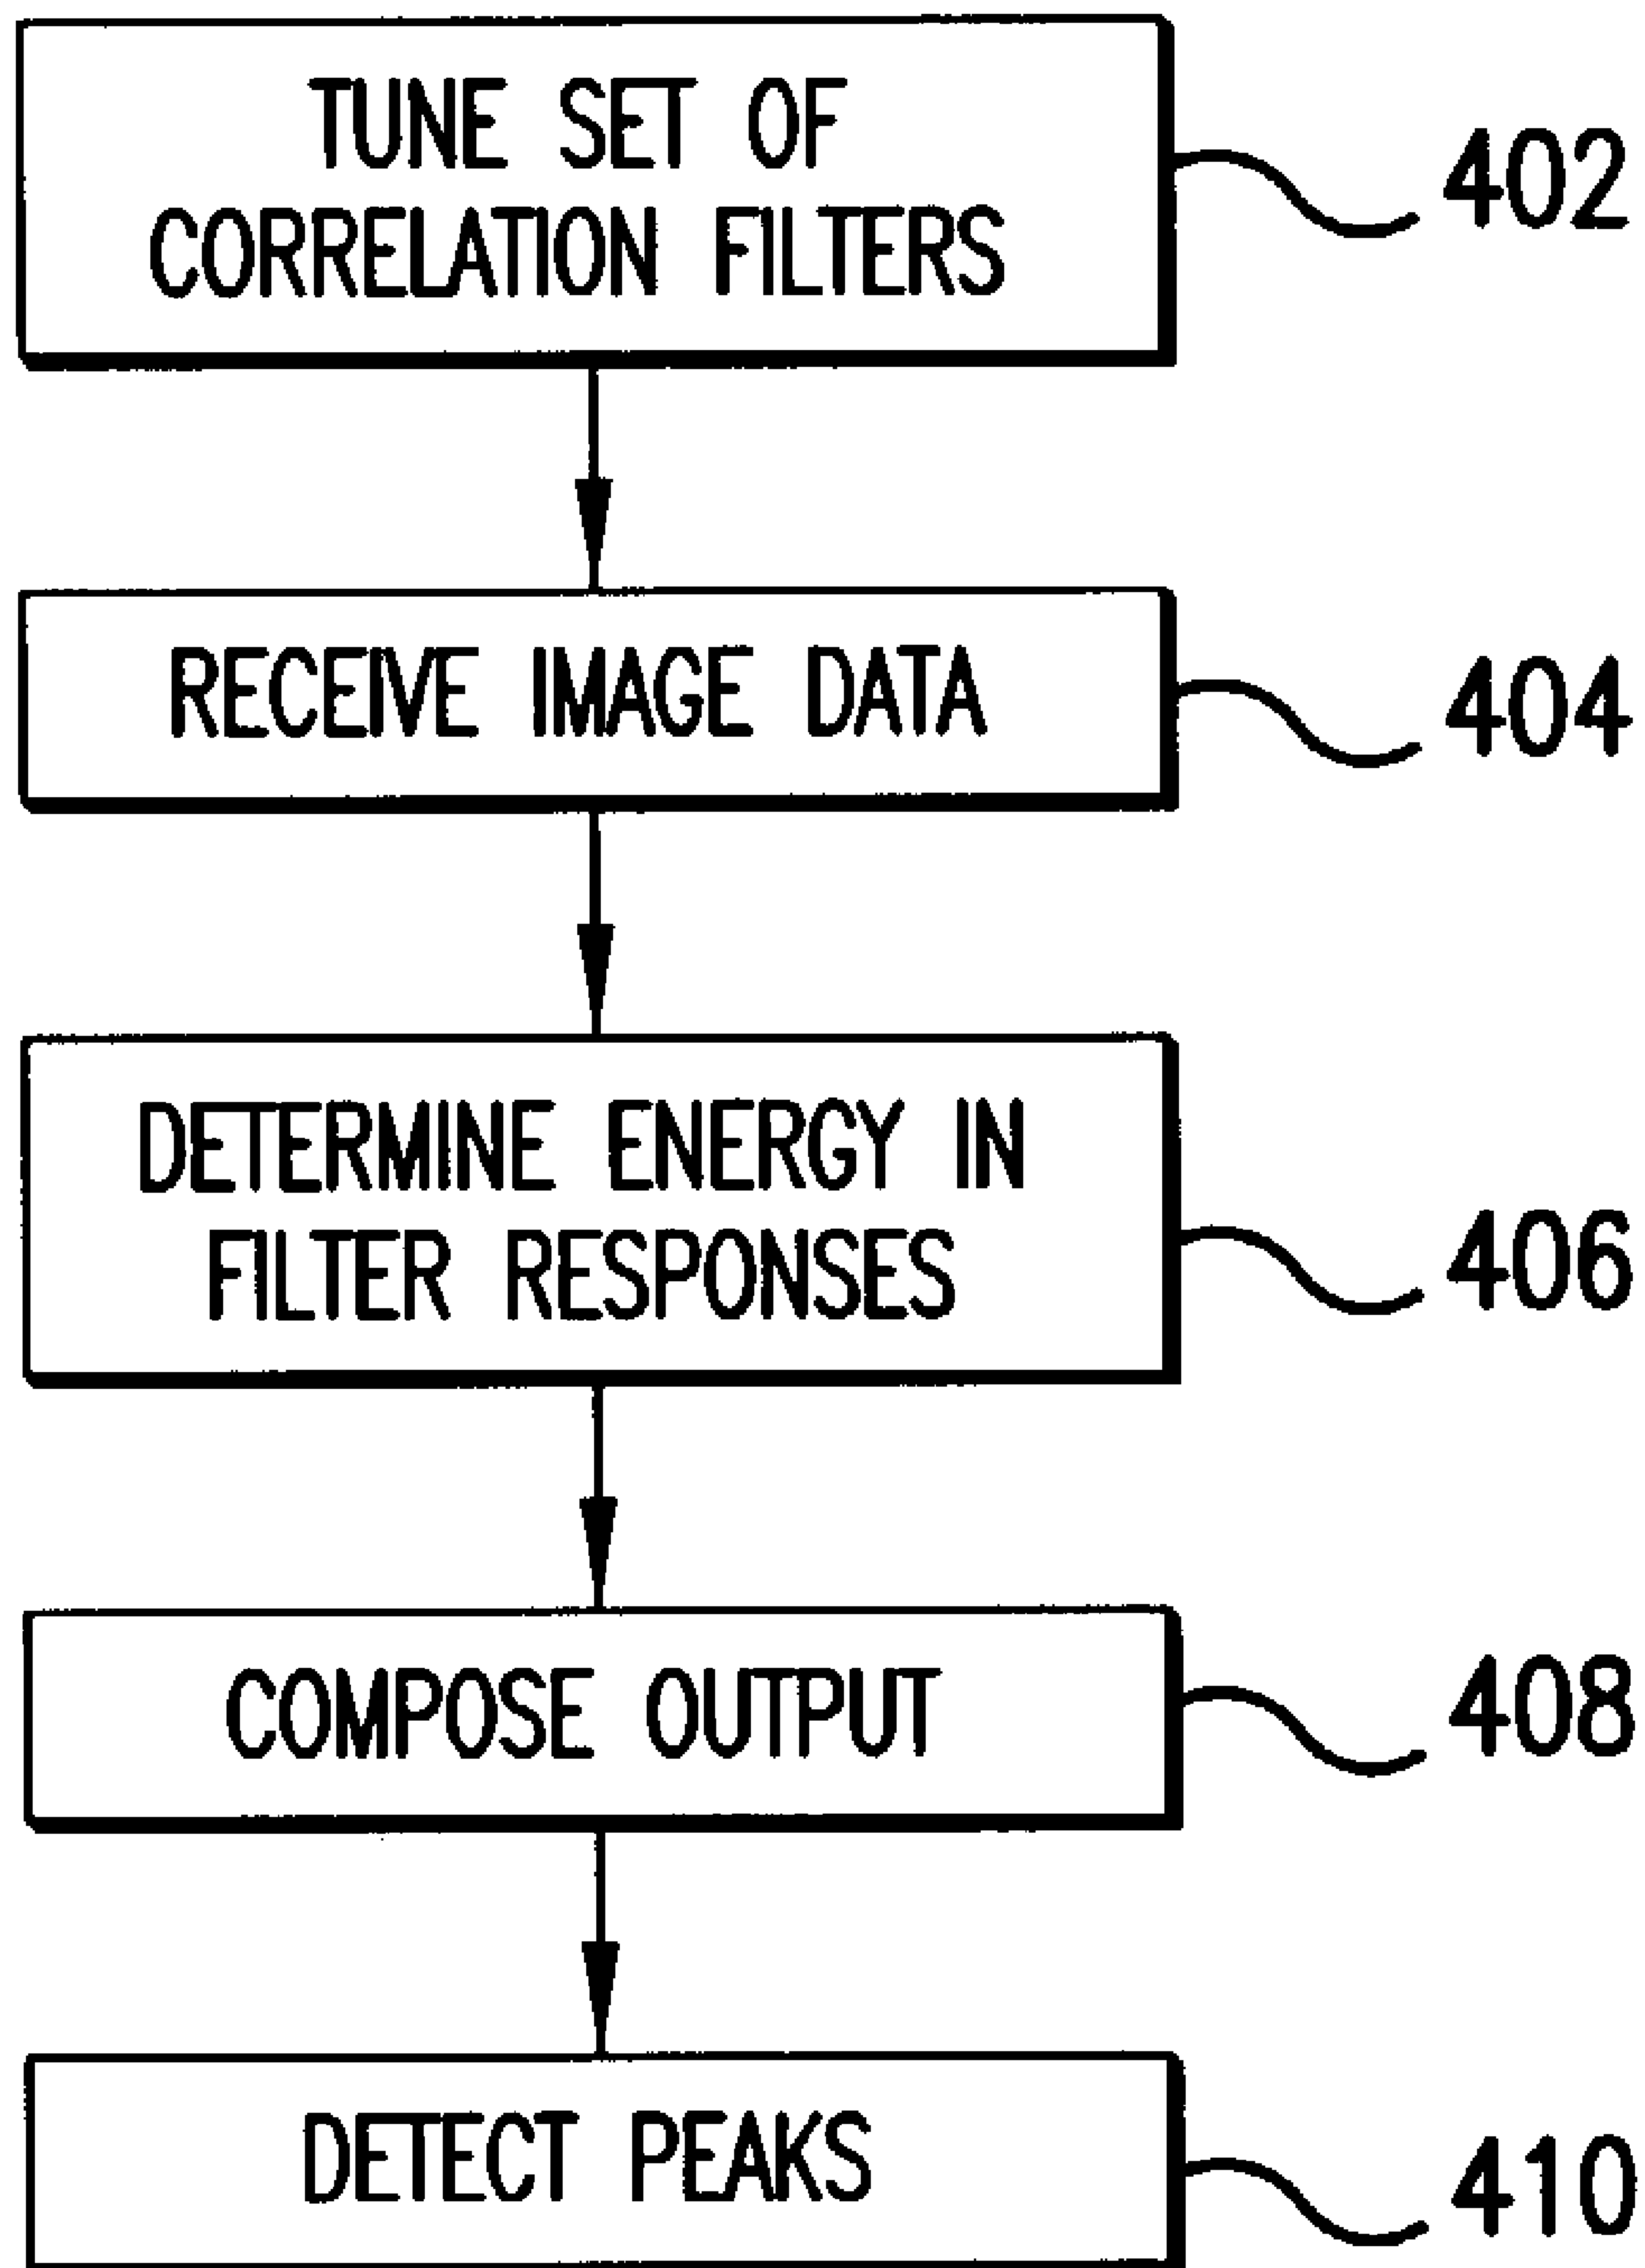 TUNE SET OF
CORRELATION FILTERS
402
RECEIVE IMAGE DATA
404
DETERMINE ENERGY IN
FILTER RESPONSES
406
COMPOSE OUTPUT
408
DETECT PEAKS
410